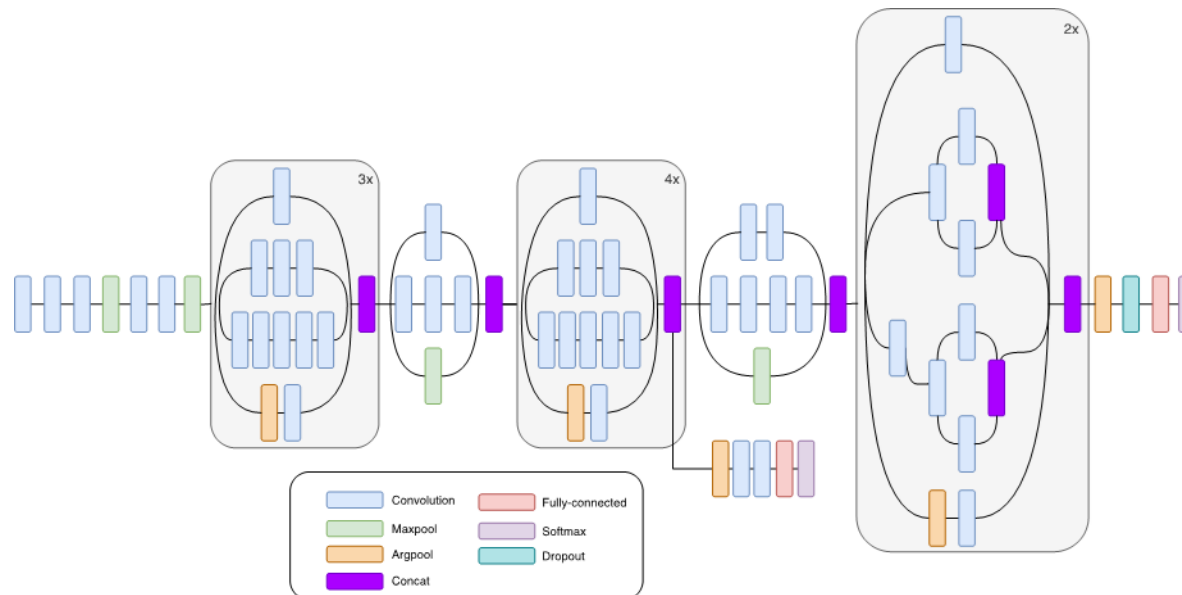 2x
3x
4x
Convolution
Maxpool
Argpool
Concat
Fully-connected
Softmax
Dropout